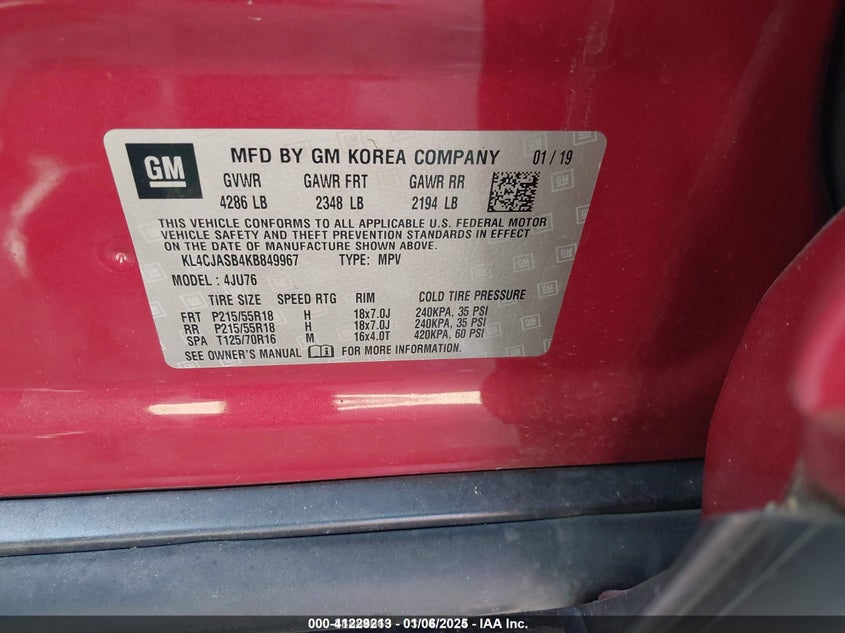 GM
MFD BY GM KOREA COMPANY 01 / 19
GVWR GAWR FRT GAWR RR
4286 LB 2348 LB 2194 LB
THIS VEHICLE CONFORMS TO ALL APPLICABLE U.S. FEDERAL MOTOR
VEHICLE SAFETY AND THEFT PREVENTION STANDARDS IN EFFECT
ON THE DATE OF MANUFACTURE SHOWN ABOVE.
KL4CJASB4KB849967 TYPE: MPV
MODEL : 4JU76
TIRE SIZE SPEED RTG RIM COLD TIRE PRESSURE
FRT P215/55R18 H 18x7.0J 240KPA, 35 PSI
RR P215/55R18 H 18x7.0J 240KPA, 35 PSI
SPA T125/70R16 M 16x4.0T 420KPA, 60 PSI
SEE OWNER'S MANUAL FOR MORE INFORMATION.
000-41229213 - 01/06/2025 - IAA Inc.